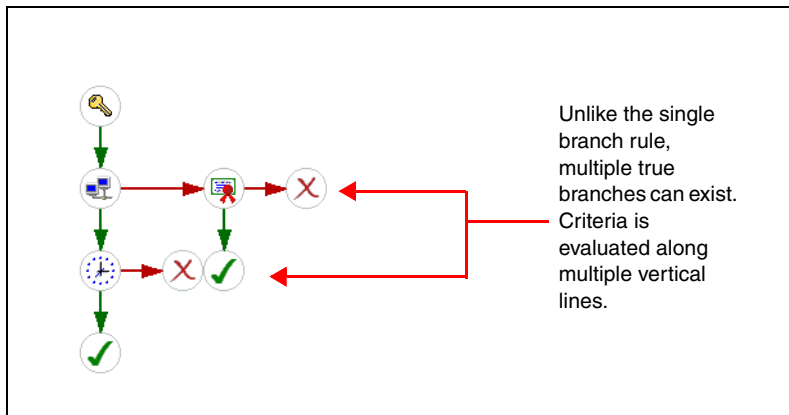 Unlike the single
branch rule,
multiple true
branches can exist.
Criteria is
evaluated along
multiple vertical
lines.